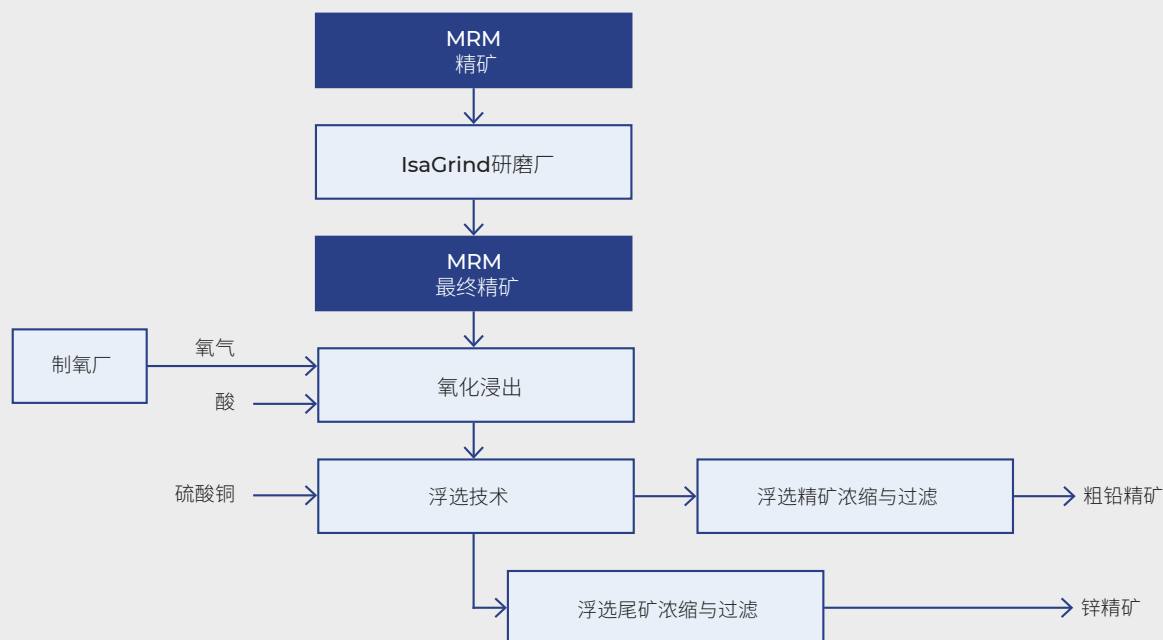 MRM
精矿
IsaGrind研磨厂
MRM
最终精矿
制氧厂
氧气
酸
氧化浸出
硫酸铜
浮选技术
浮选精矿浓缩与过滤
粗铅精矿
浮选尾矿浓缩与过滤
锌精矿